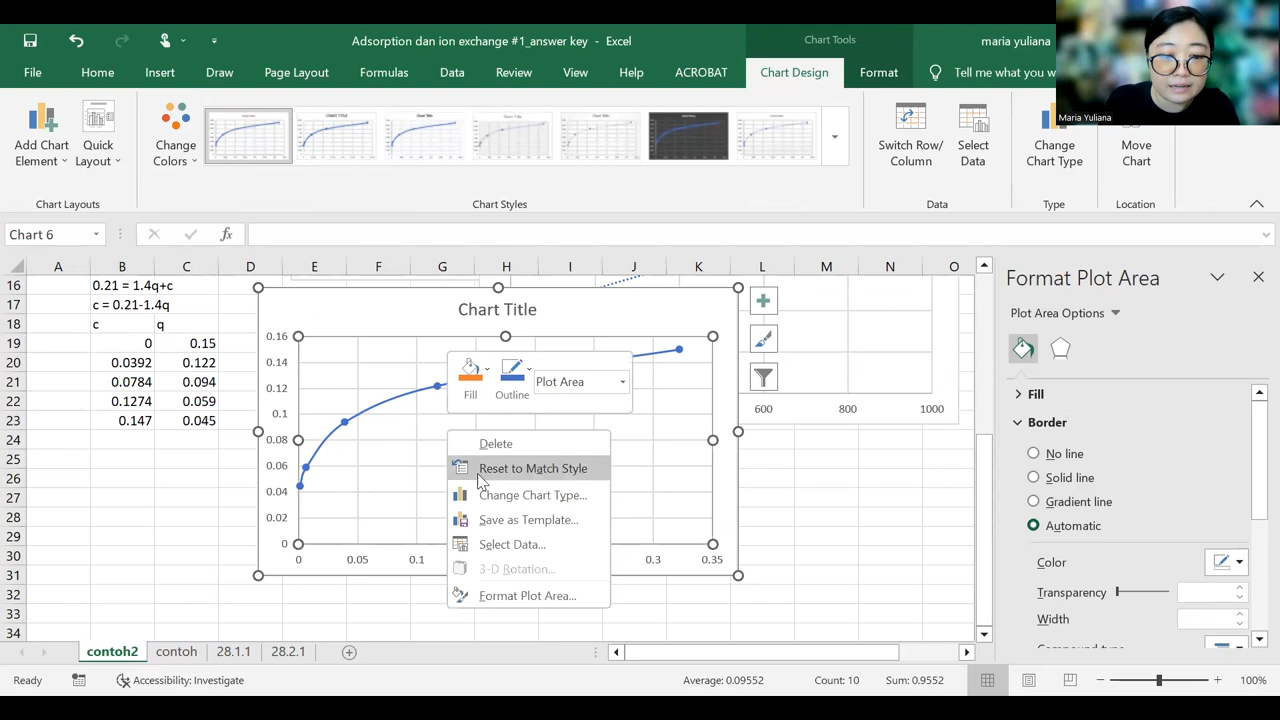 Adsorption dan ion exchange #1_answer key - Excel
Chart Tools
maria yuliana
File
Home
Insert
Draw
Page Layout
Formulas
Data
Review
View
Help
ACROBAT
Chart Design
Format
Tell me what you
Maria Yuliana
Add Chart
Element
Quick
Layout
Change
Colors
Switch Row/
Column
Select
Data
Change
Chart Type
Move
Chart
Chart Layouts
Chart Styles
Data
Type
Location
Chart 6
fx
A B C D E F G H I J K L M N O
16 0.21 = 1.4q+c
17 c = 0.21-1.4q
18 c q
19 0 0.15
20 0.0392 0.122
21 0.0784 0.094
22 0.1274 0.059
23 0.147 0.045
24
25
26
27
28
29
30
31
32
33
34
Chart Title
0.16
0.14
0.12
0.1
0.08
0.06
0.04
0.02
0
0 0.05 0.1 0.3 0.35
600 800 1000
Fill
Outline
Plot Area
Delete
Reset to Match Style
Change Chart Type...
Save as Template...
Select Data...
3-D Rotation...
Format Plot Area...
Format Plot Area
Plot Area Options
Fill
Border
No line
Solid line
Gradient line
Automatic
Color
Transparency
Width
contoh2 contoh 28.1.1 28.2.1
Ready
Accessibility: Investigate
Average: 0.09552 Count: 10 Sum: 0.9552
100%